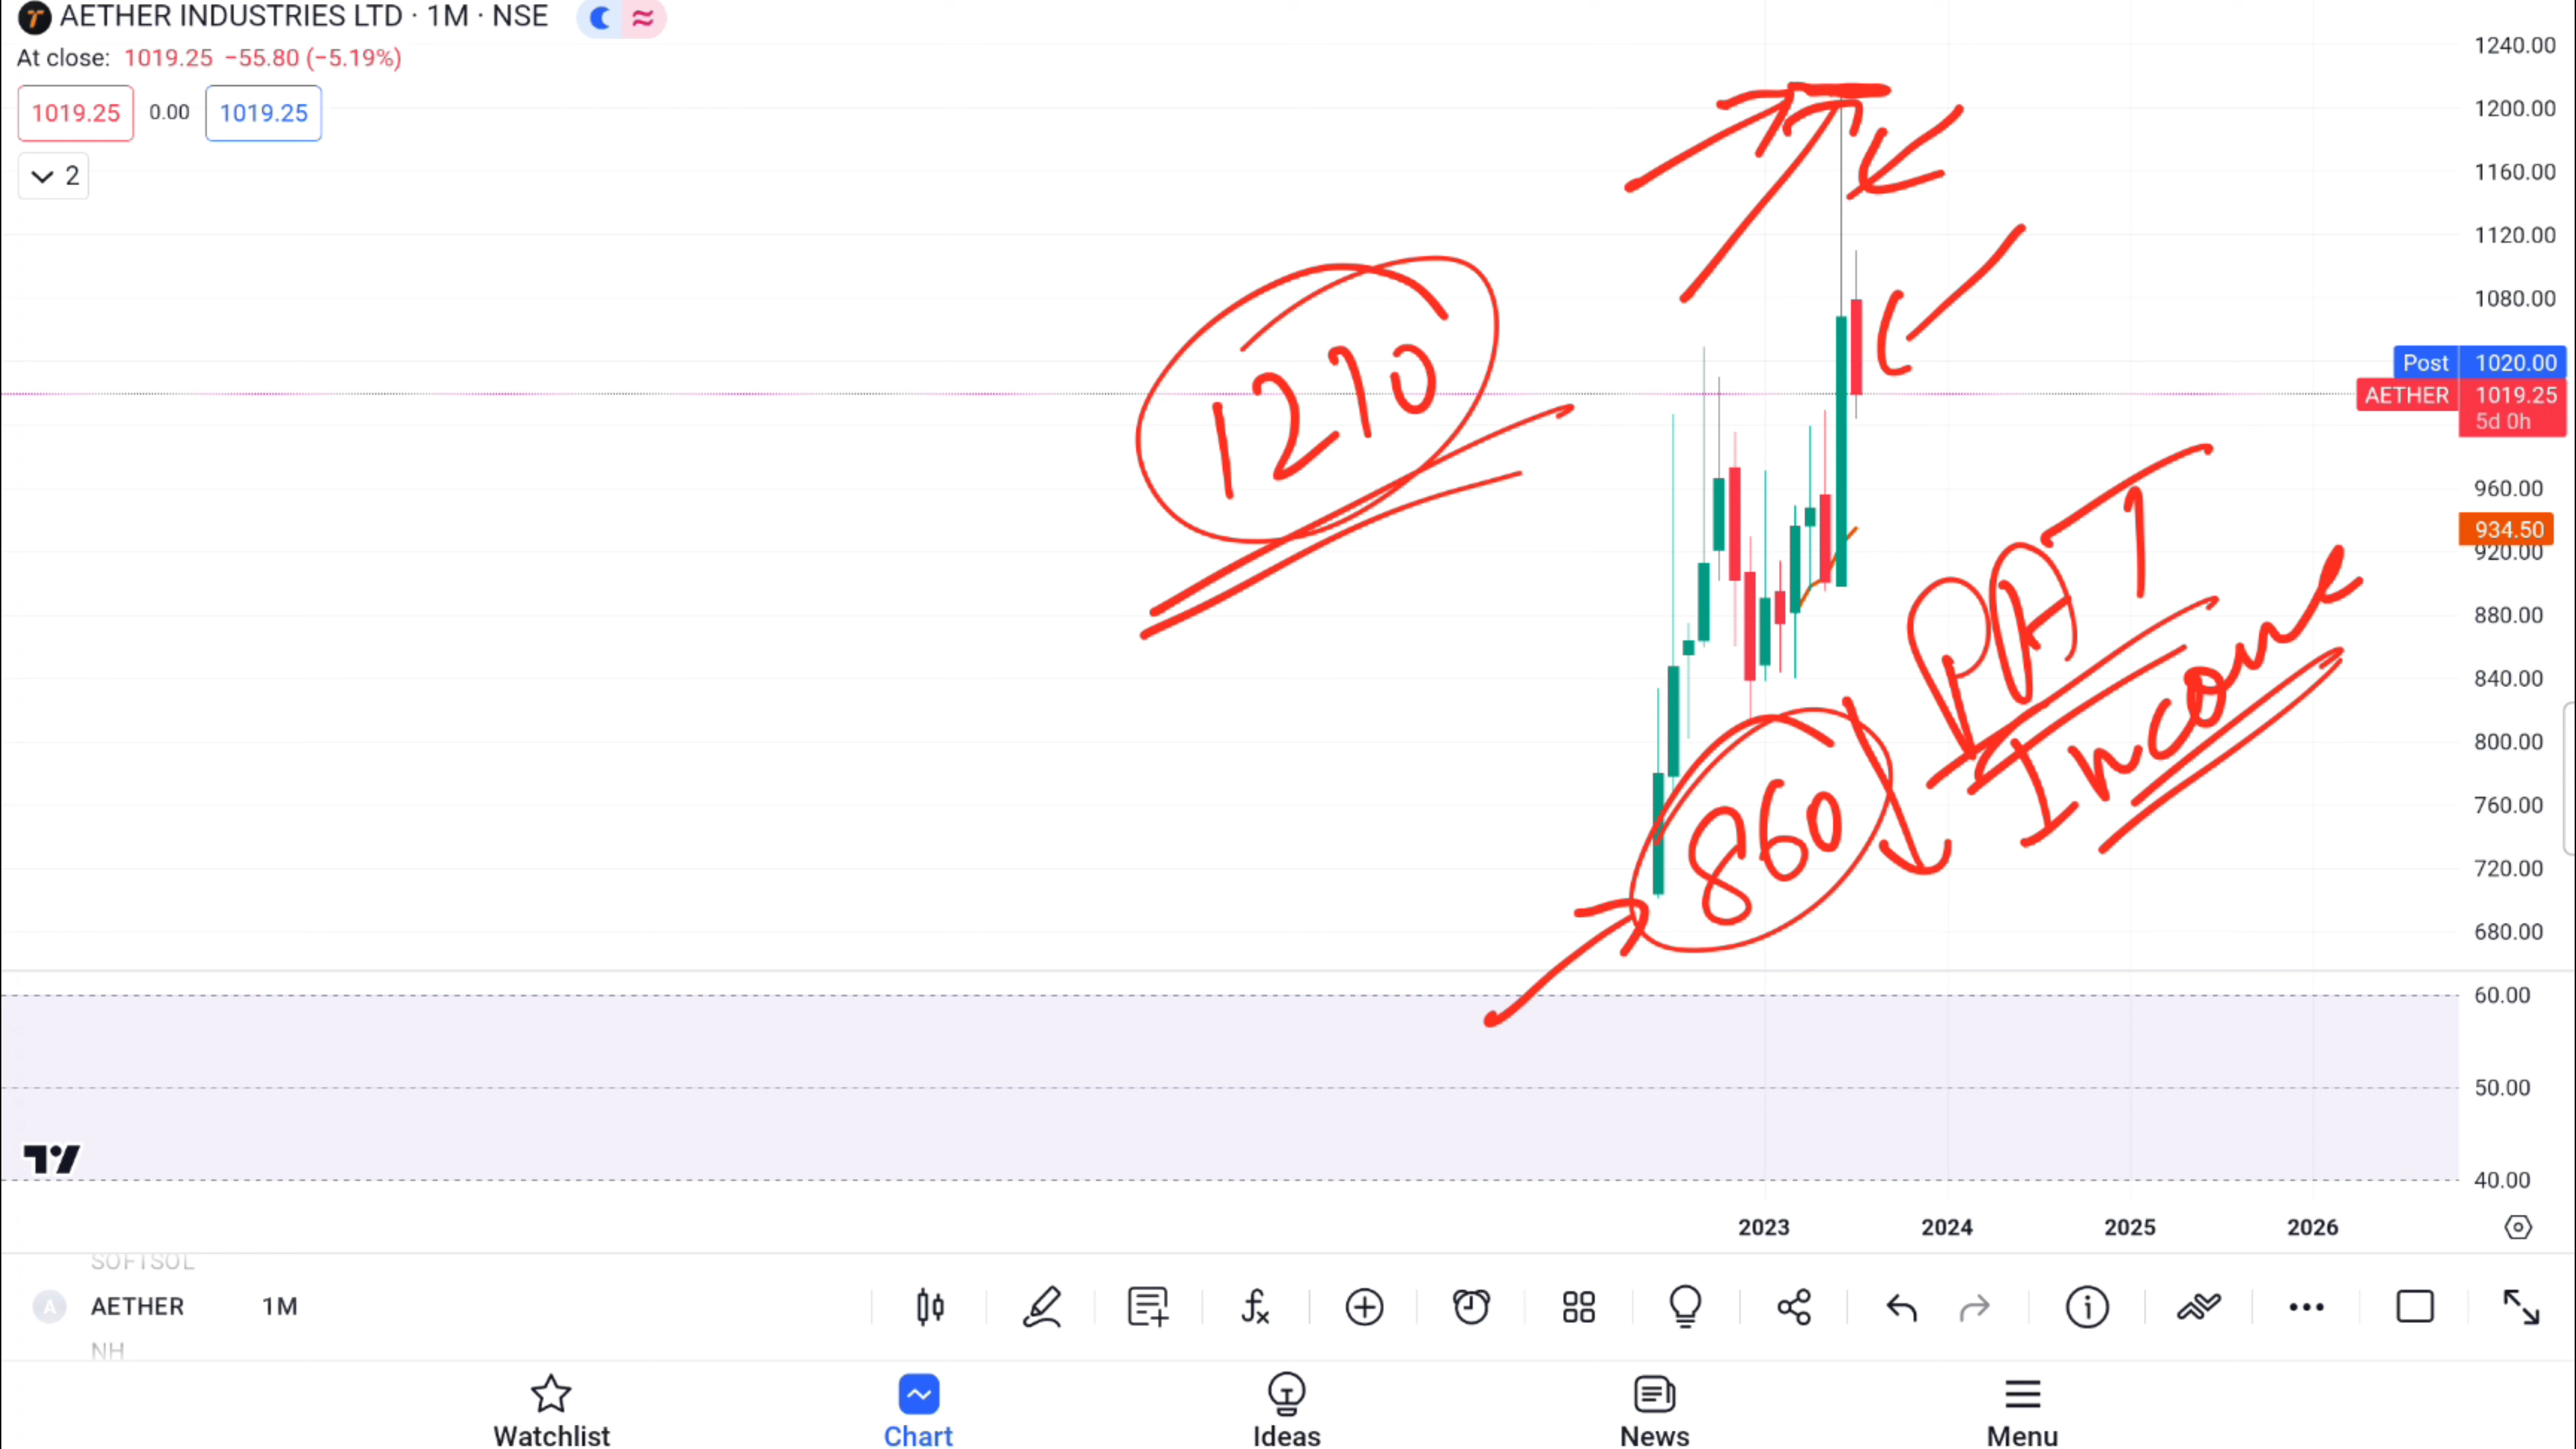 AETHER INDUSTRIES LTD · 1M · NSE
At close: 1019.25 −55.80 (−5.19%)
1019.25 0.00 1019.25
2
1240.00
1200.00
1160.00
1120.00
1080.00
Post 1020.00
AETHER 1019.25
5d 0h
960.00
934.50
920.00
880.00
840.00
800.00
760.00
720.00
680.00
60.00
50.00
40.00
1210
860
PAT
Income
2023 2024 2025 2026
SOFTSOL
A AETHER 1M
NH
Watchlist Chart Ideas News Menu